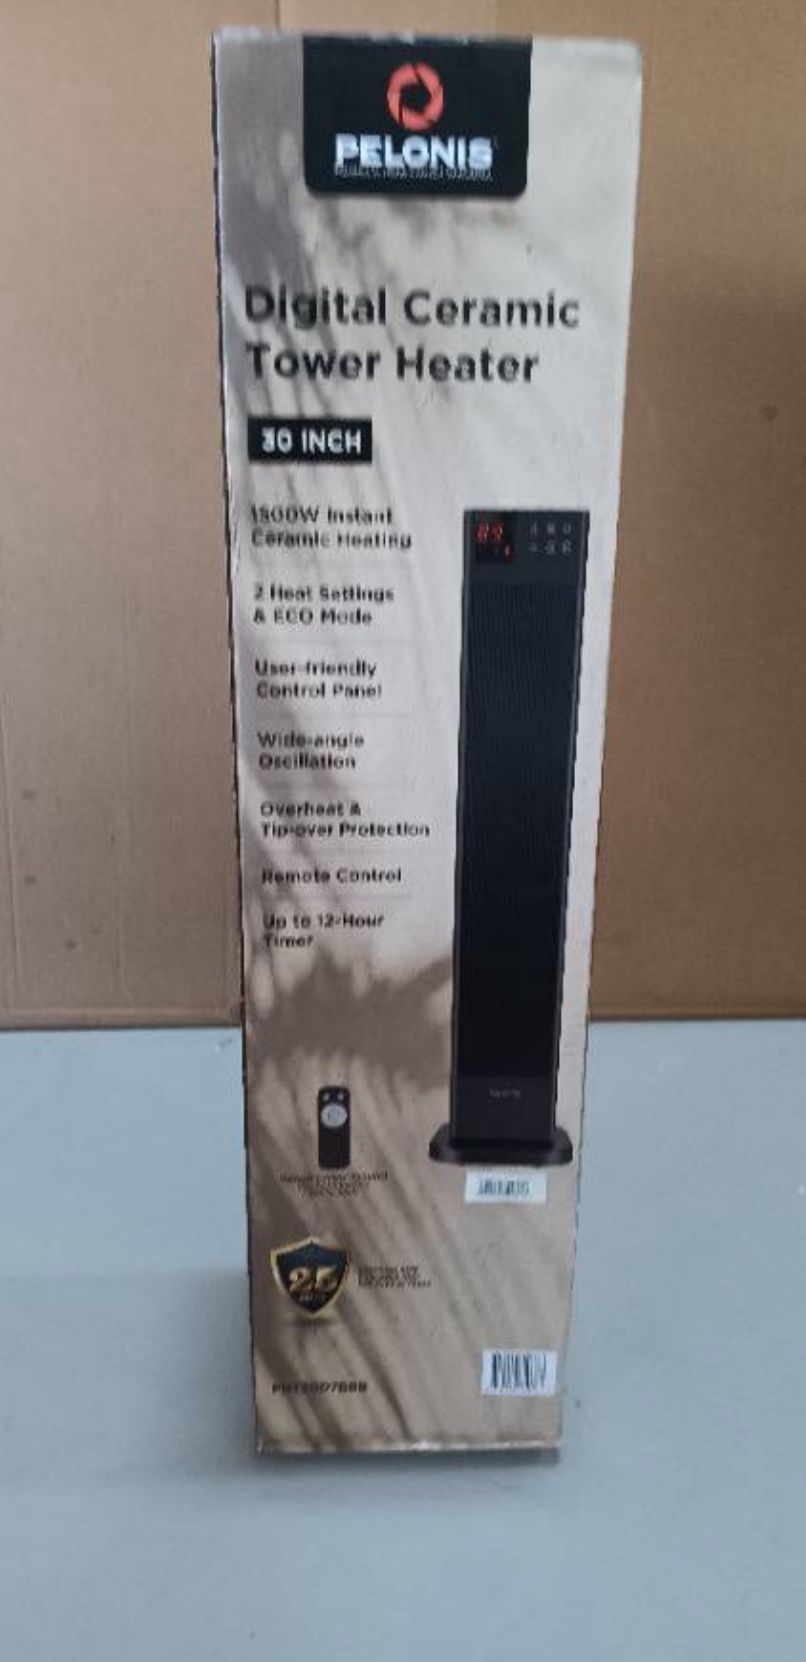 PELONIS
Digital Ceramic
Tower Heater
30 INCH
1500W Instant
Ceramic Heating
2 Heat Settings
& ECO Mode
User-friendly
Control Panel
Wide-angle
Oscillation
Overheat &
Tip-over Protection
Remote Control
Up to 12-Hour
Timer
25